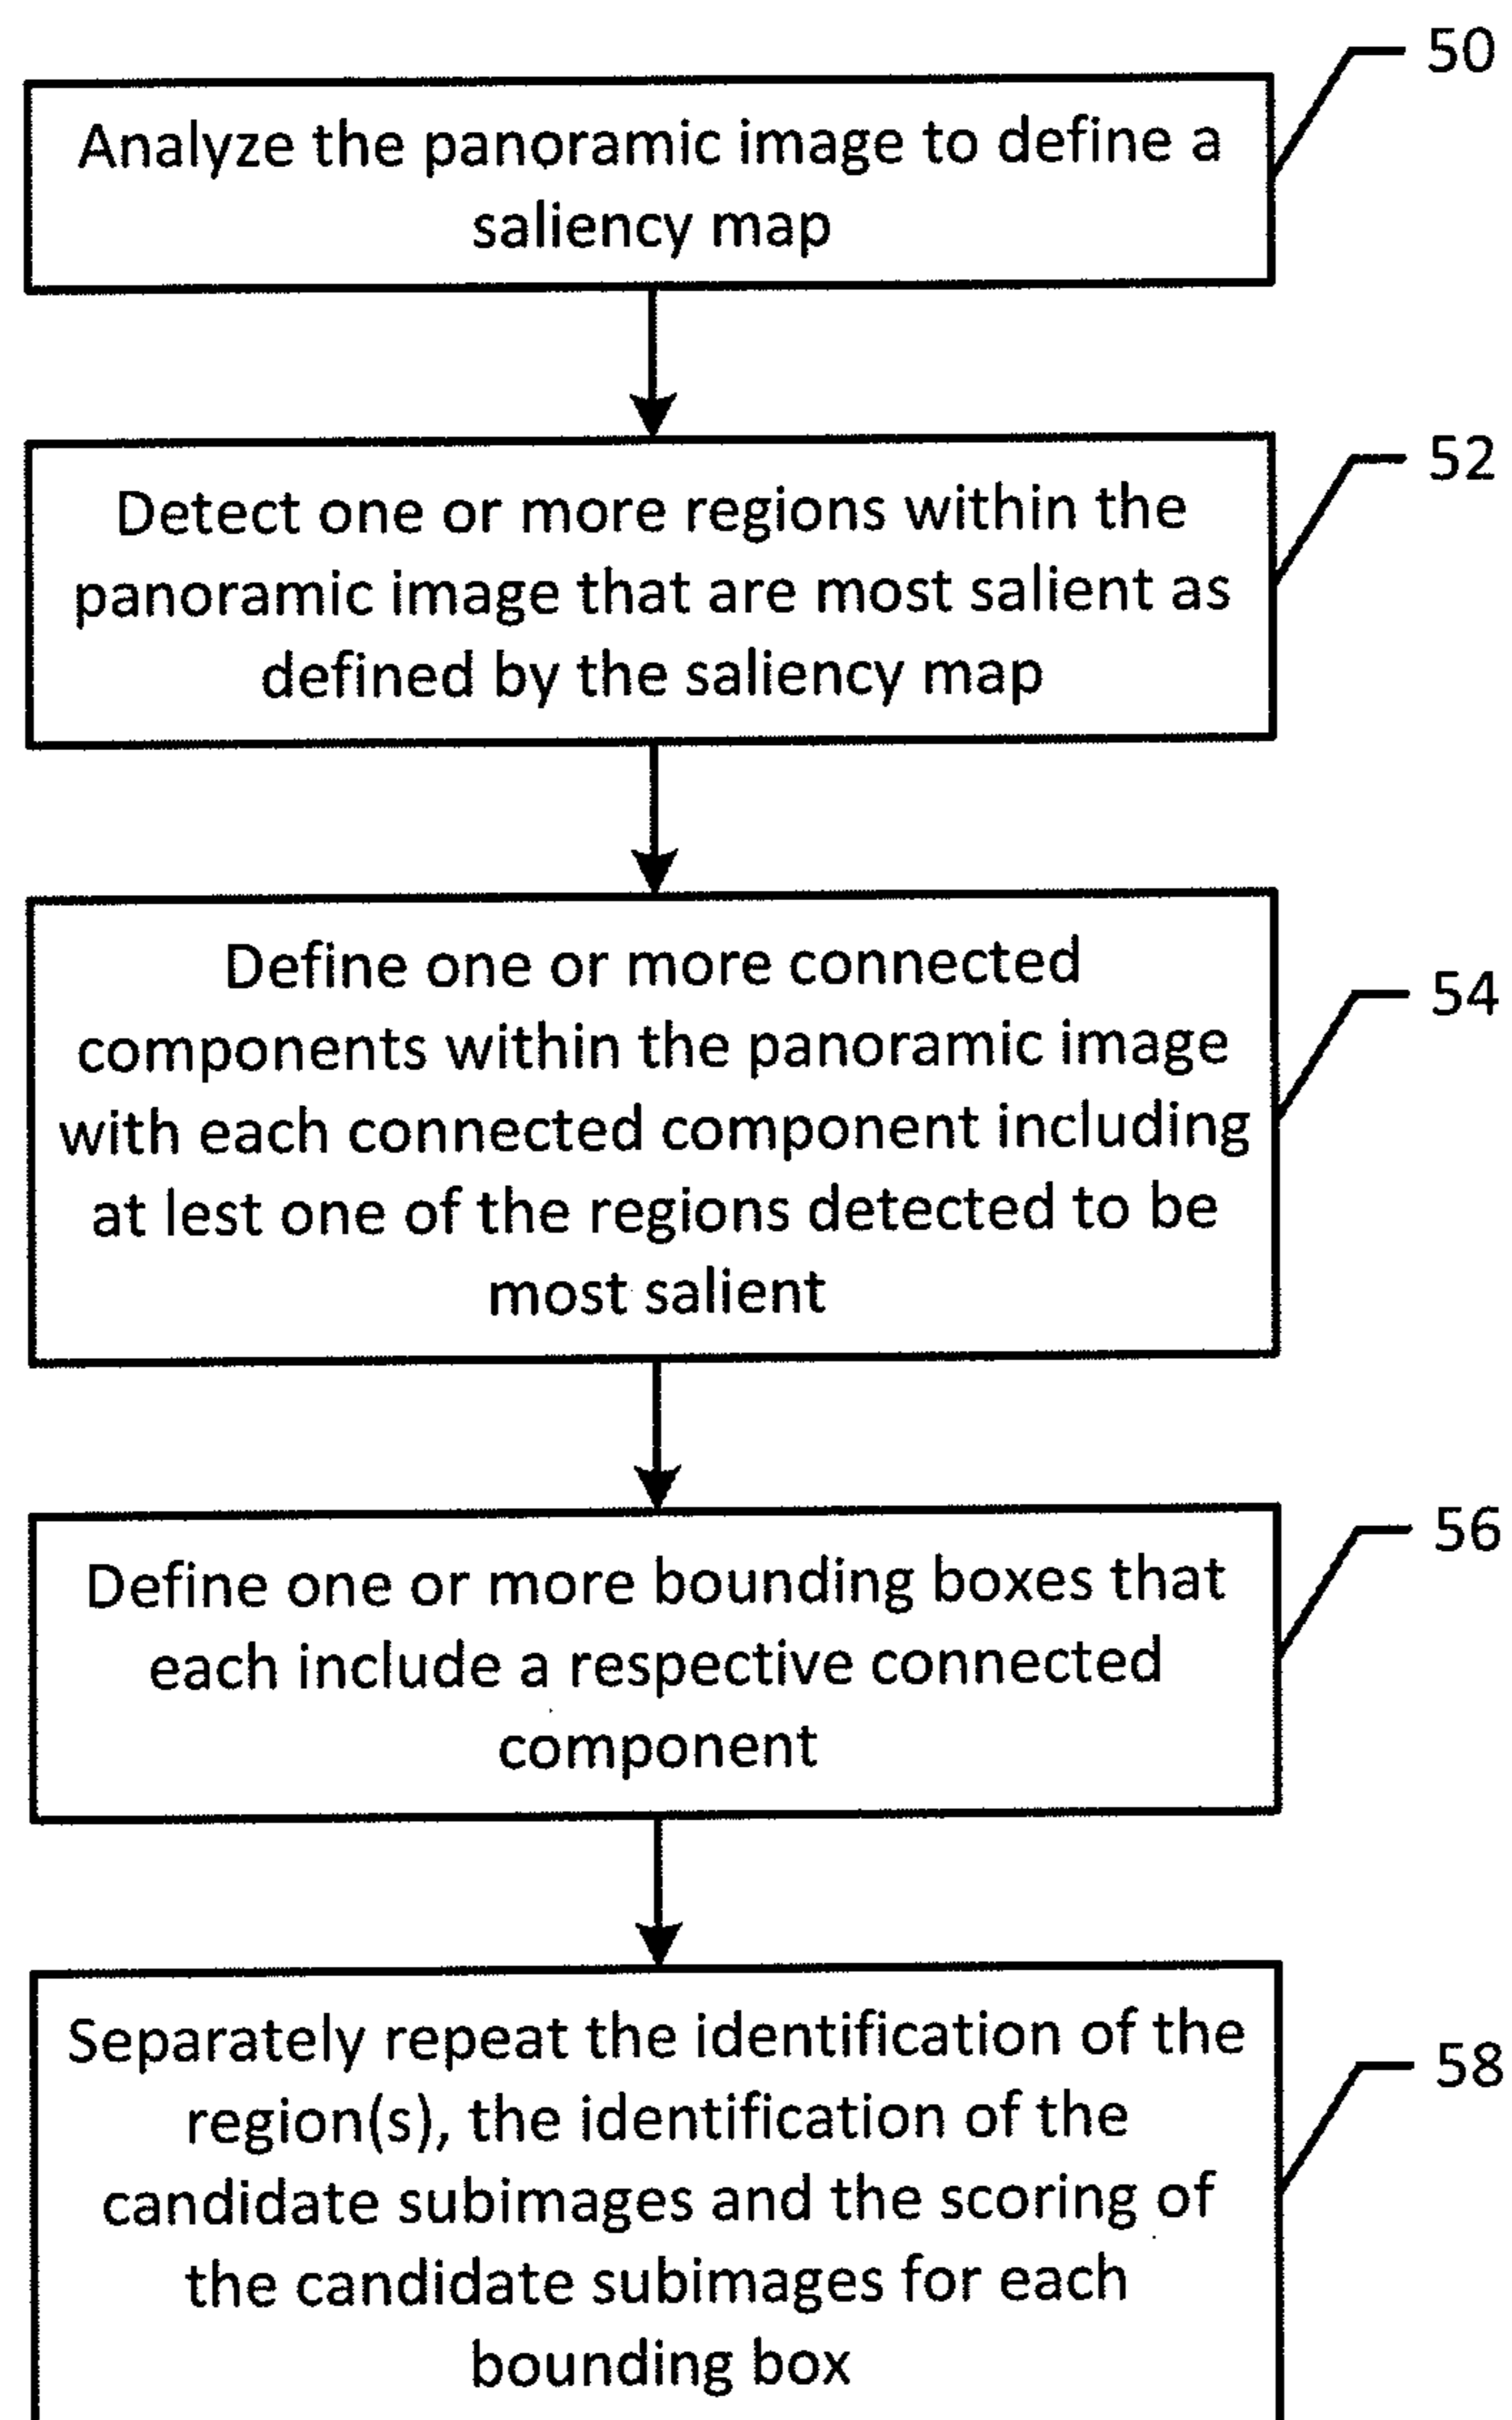 50
Analyze the panoramic image to define a
saliency map
52
Detect one or more regions within the
panoramic image that are most salient as
defined by the saliency map
54
Define one or more connected
components within the panoramic image
with each connected component including
at lest one of the regions detected to be
most salient
56
Define one or more bounding boxes that
each include a respective connected
component
58
Separately repeat the identification of the
region(s), the identification of the
candidate subimages and the scoring of
the candidate subimages for each
bounding box